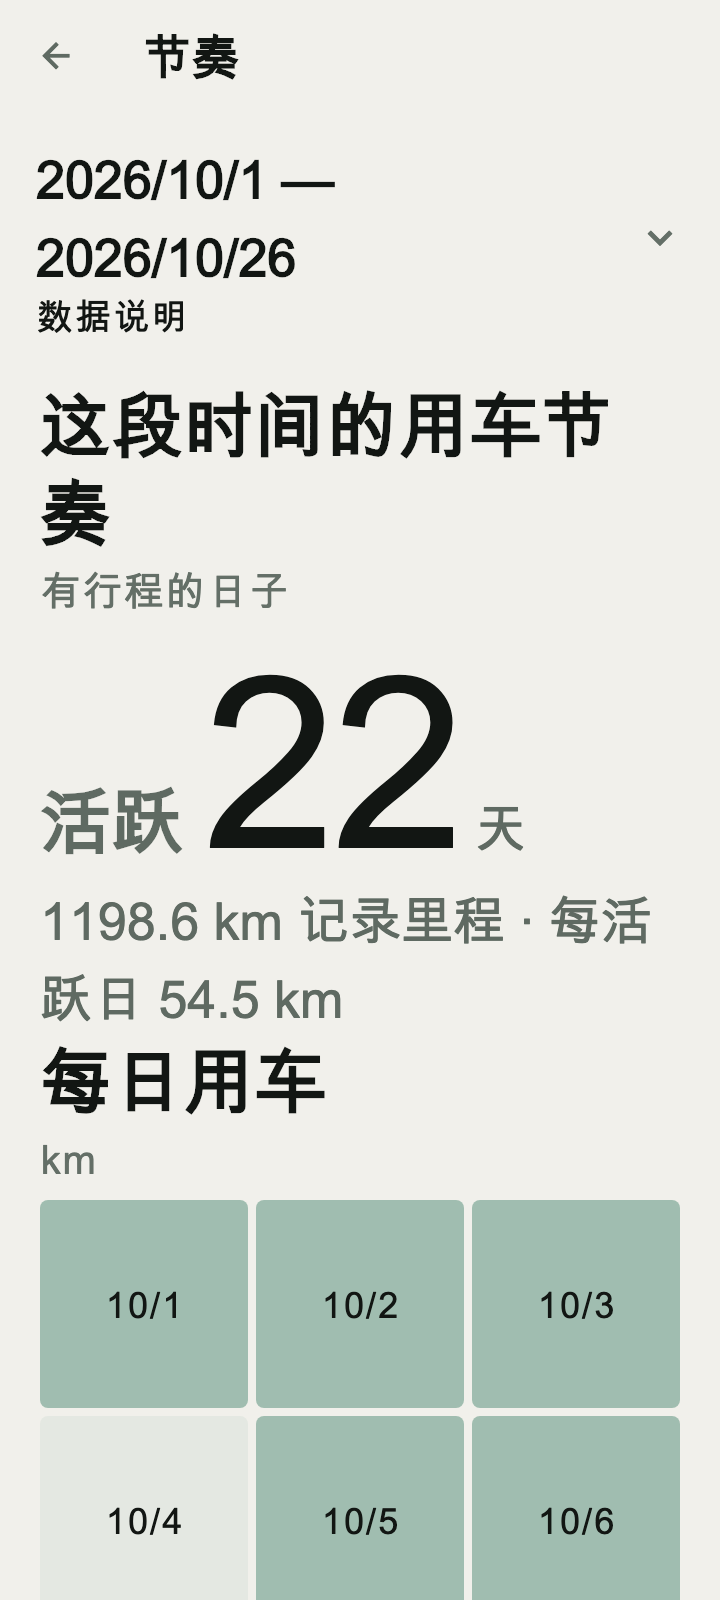 节奏
2026/10/1 —
2026/10/26
数据说明
这段时间的用车节
奏
有行程的日子
活跃 22 天
1198.6 km 记录里程 · 每活
跃日 54.5 km
每日用车
km
10/1 10/2 10/3
10/4 10/5 10/6